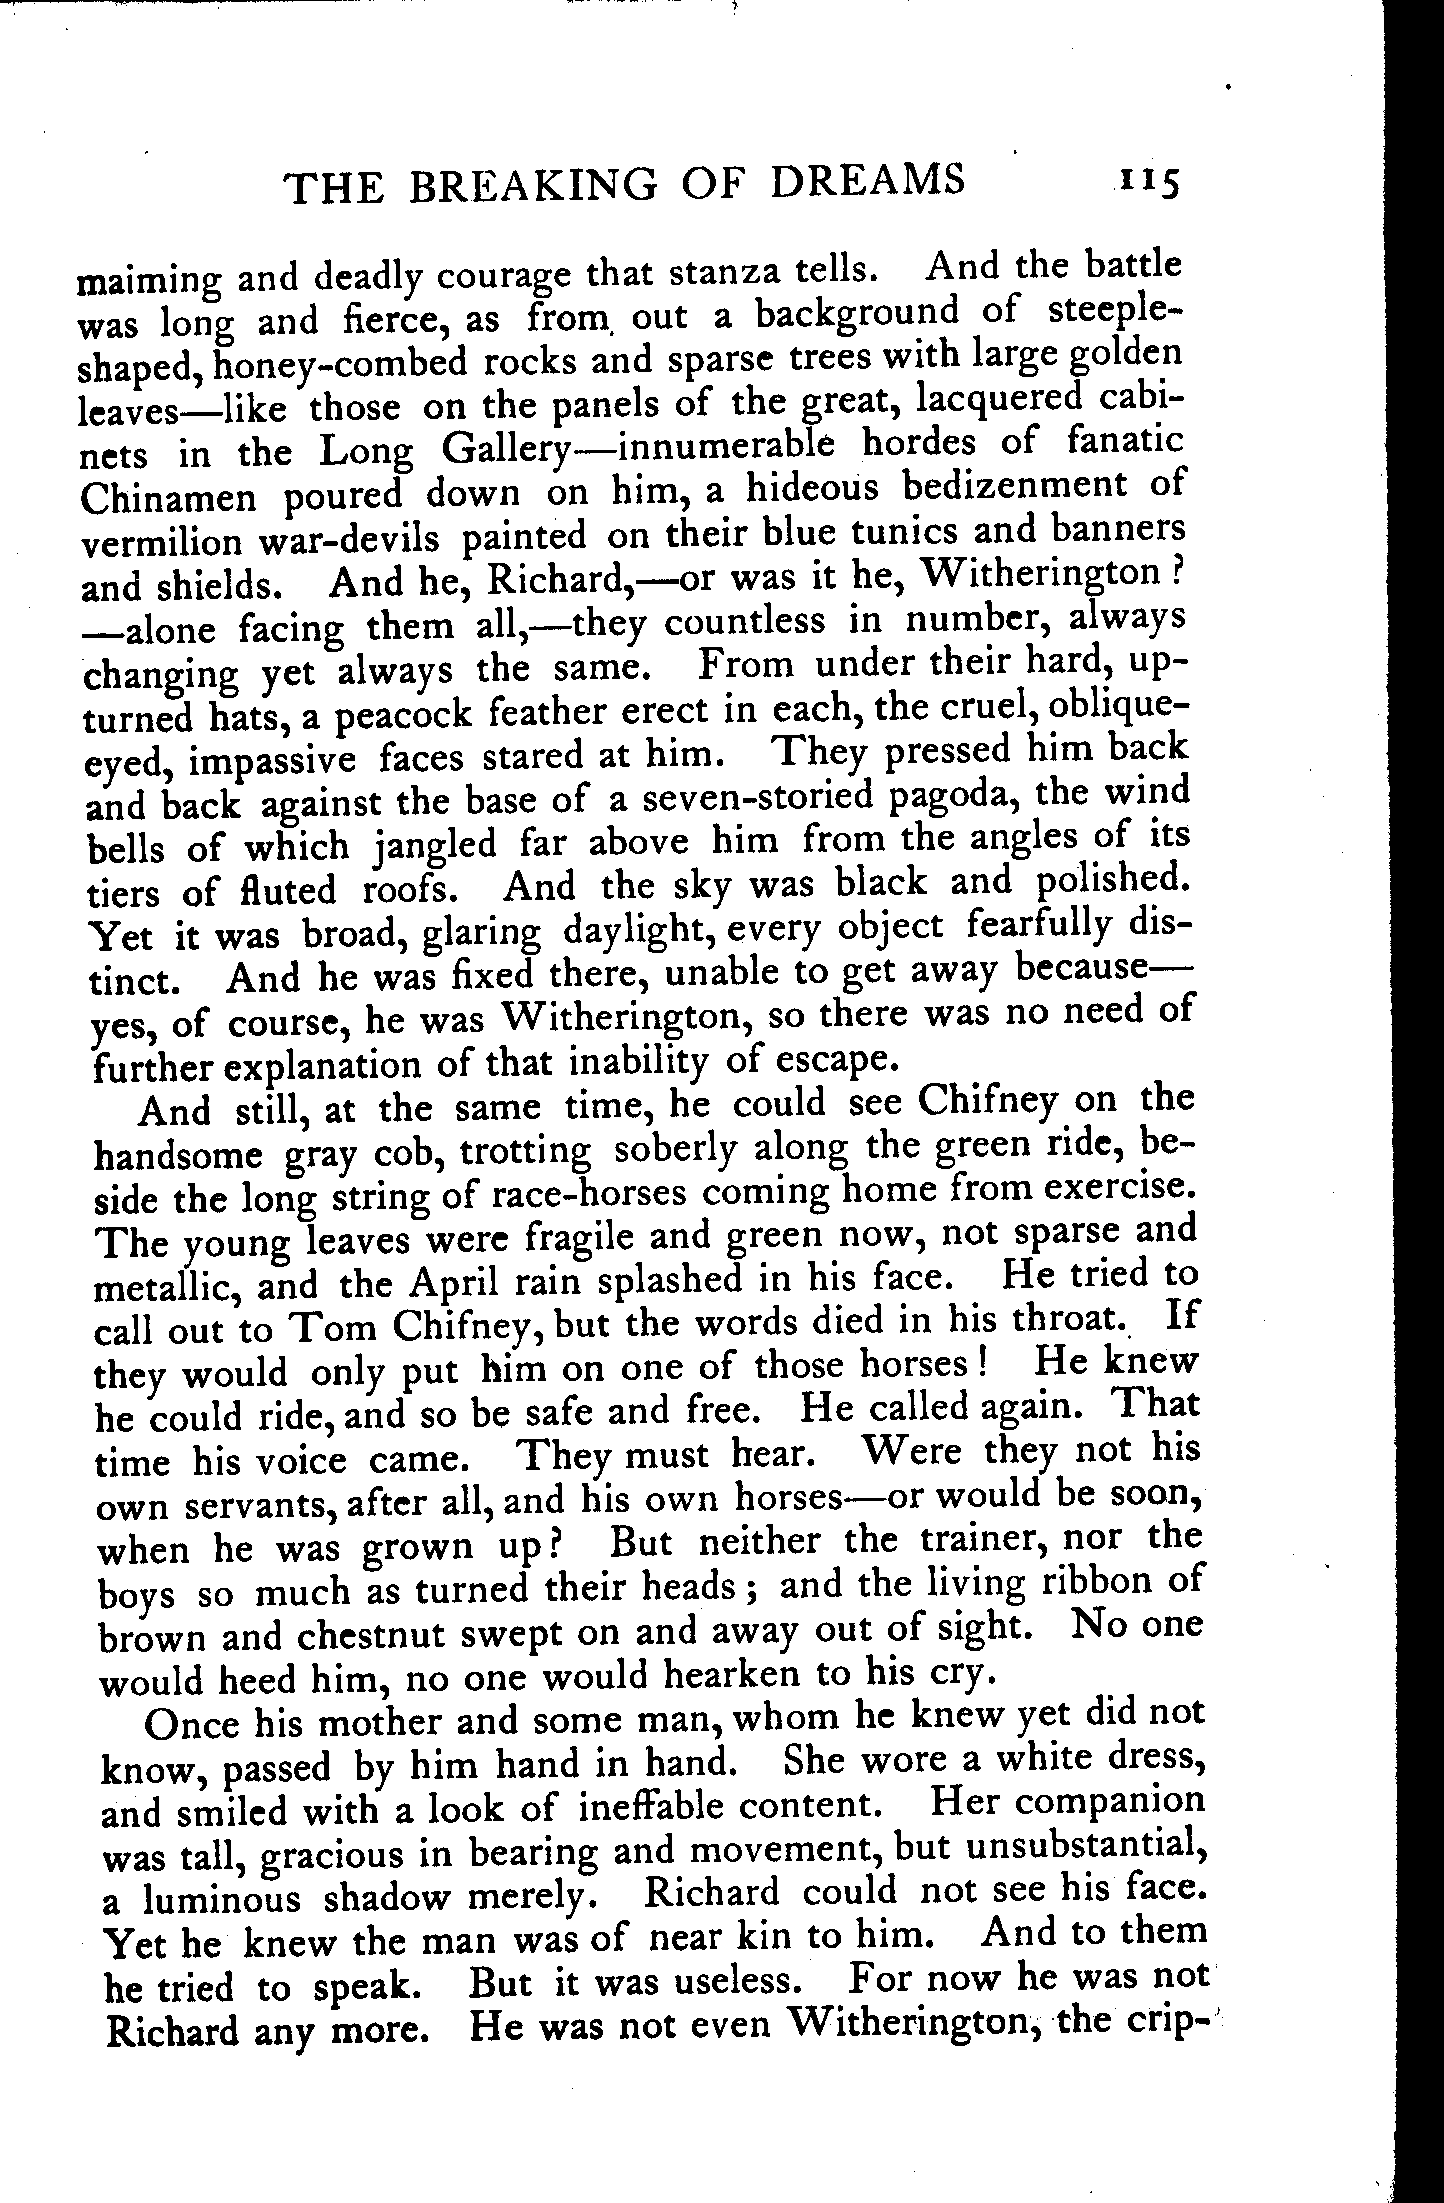 THE BREAKING OF DREAMS 115
maiming and deadly courage that stanza tells. And the battle
was long and fierce, as from out a background of steeple-
shaped, honey-combed rocks and sparse trees with large golden
leaves—like those on the panels of the great, lacquered cabi-
nets in the Long Gallery—innumerable hordes of fanatic
Chinamen poured down on him, a hideous bedizenment of
vermilion war-devils painted on their blue tunics and banners
and shields. And he, Richard,—or was it he, Witherington?
—alone facing them all,—they countless in number, always
changing yet always the same. From under their hard, up-
turned hats, a peacock feather erect in each, the cruel, oblique-
eyed, impassive faces stared at him. They pressed him back
and back against the base of a seven-storied pagoda, the wind
bells of which jangled far above him from the angles of its
tiers of fluted roofs. And the sky was black and polished.
Yet it was broad, glaring daylight, every object fearfully dis-
tinct. And he was fixed there, unable to get away because—
yes, of course, he was Witherington, so there was no need of
further explanation of that inability of escape.
And still, at the same time, he could see Chifney on the
handsome gray cob, trotting soberly along the green ride, be-
side the long string of race-horses coming home from exercise.
The young leaves were fragile and green now, not sparse and
metallic, and the April rain splashed in his face. He tried to
call out to Tom Chifney, but the words died in his throat. If
they would only put him on one of those horses! He knew
he could ride, and so be safe and free. He called again. That
time his voice came. They must hear. Were they not his
own servants, after all, and his own horses—or would be soon,
when he was grown up? But neither the trainer, nor the
boys so much as turned their heads; and the living ribbon of
brown and chestnut swept on and away out of sight. No one
would heed him, no one would hearken to his cry.
Once his mother and some man, whom he knew yet did not
know, passed by him hand in hand. She wore a white dress,
and smiled with a look of ineffable content. Her companion
was tall, gracious in bearing and movement, but unsubstantial,
a luminous shadow merely. Richard could not see his face.
Yet he knew the man was of near kin to him. And to them
he tried to speak. But it was useless. For now he was not
Richard any more. He was not even Witherington, the crip-